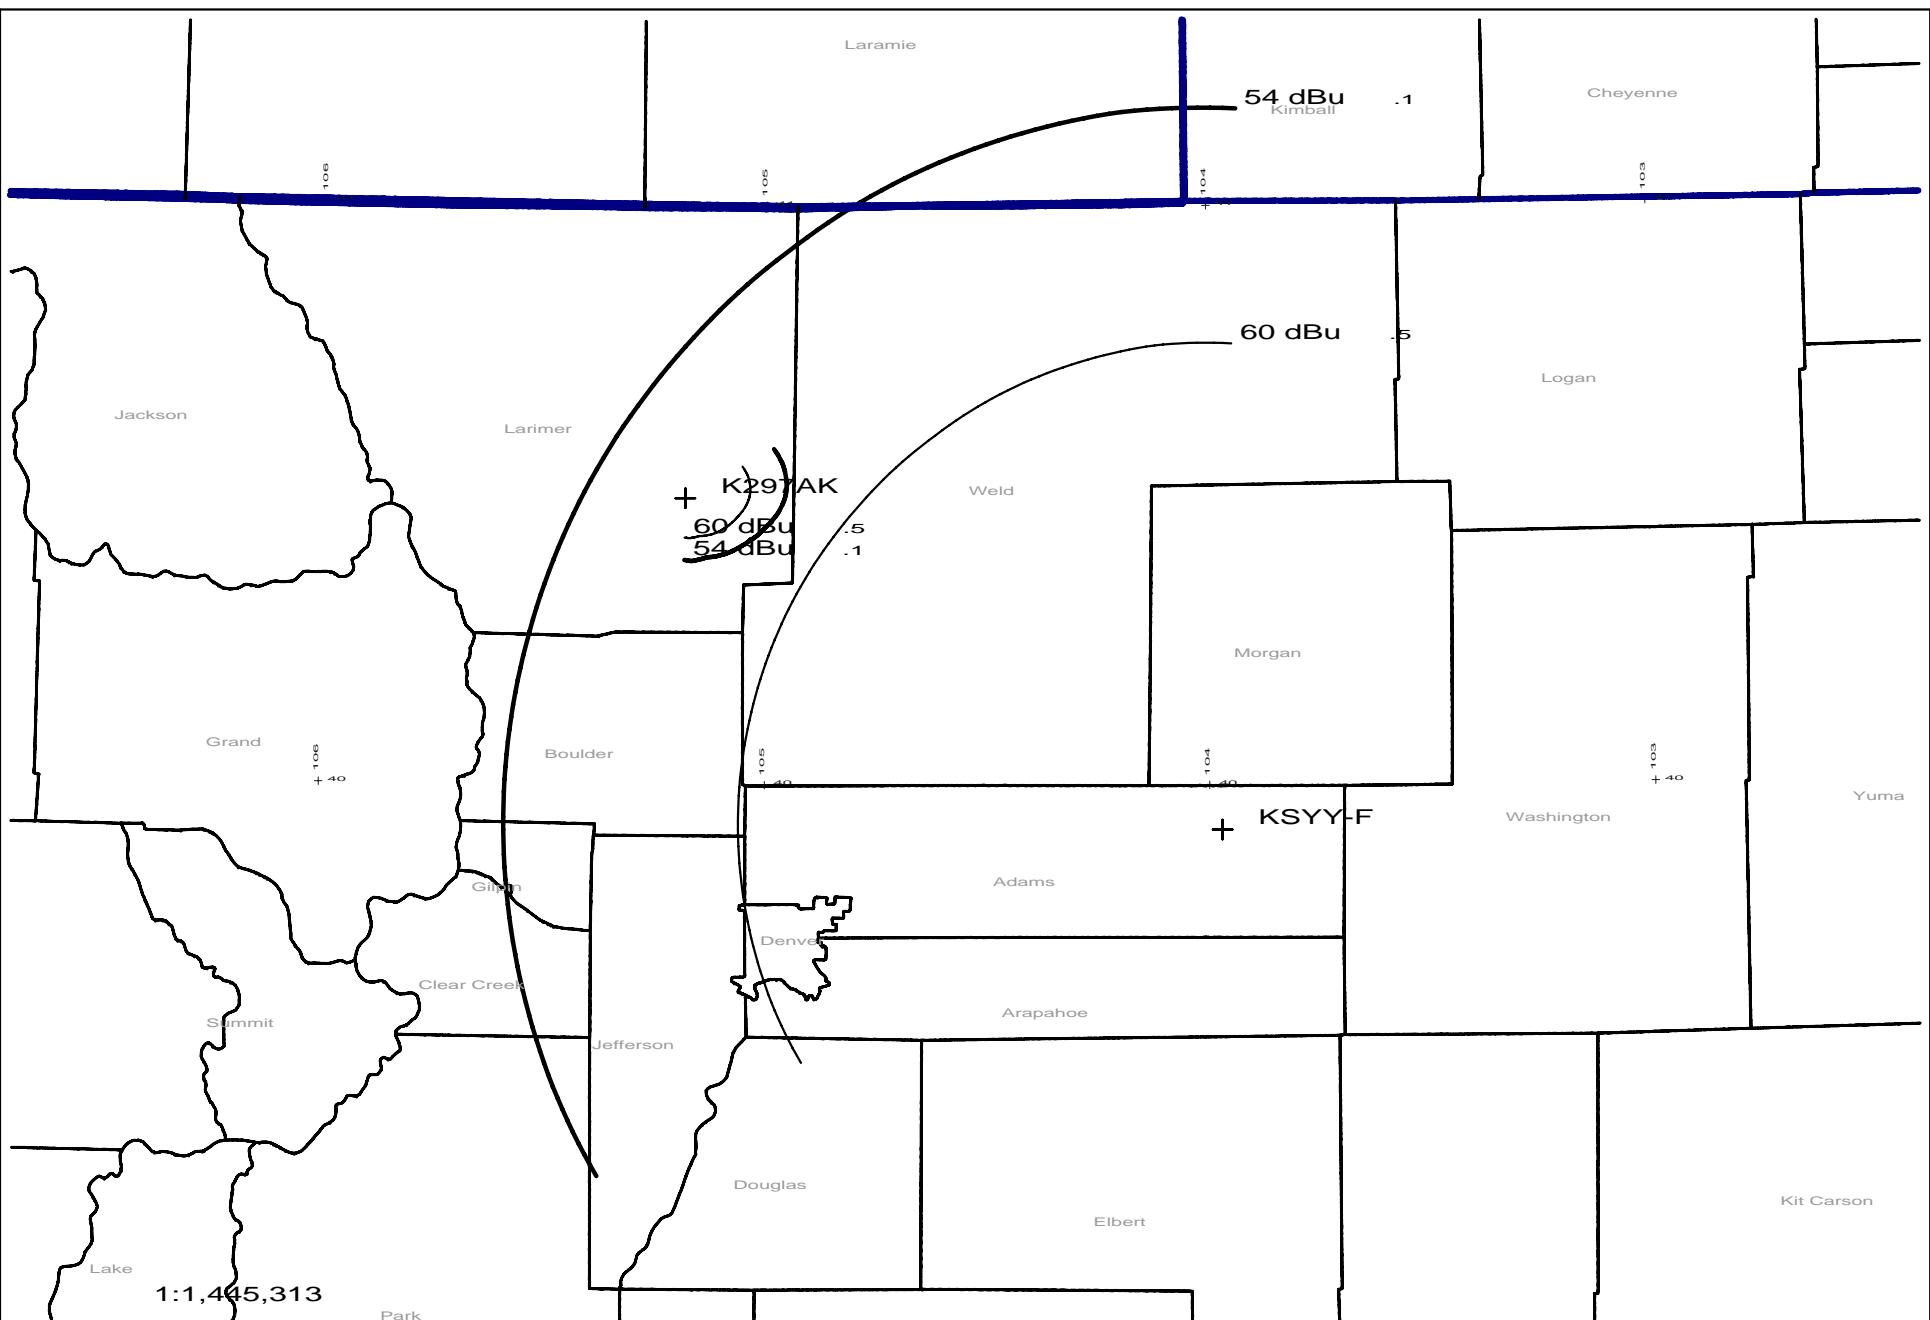 Laramie
Cheyenne
54 dBu .1
Kimball
106
105
104
103
60 dBu .5
Logan
Jackson
Larimer
K297AK
Weld
60 dBu .5
54 dBu .1
Morgan
Grand
Boulder
106
40
105
40
104
40
103
40
Yuma
KSYY-F
Washington
Gilpin
Adams
Denver
Clear Creek
Arapahoe
Summit
Jefferson
Douglas
Kit Carson
Elbert
Lake
1:1,445,313
Park